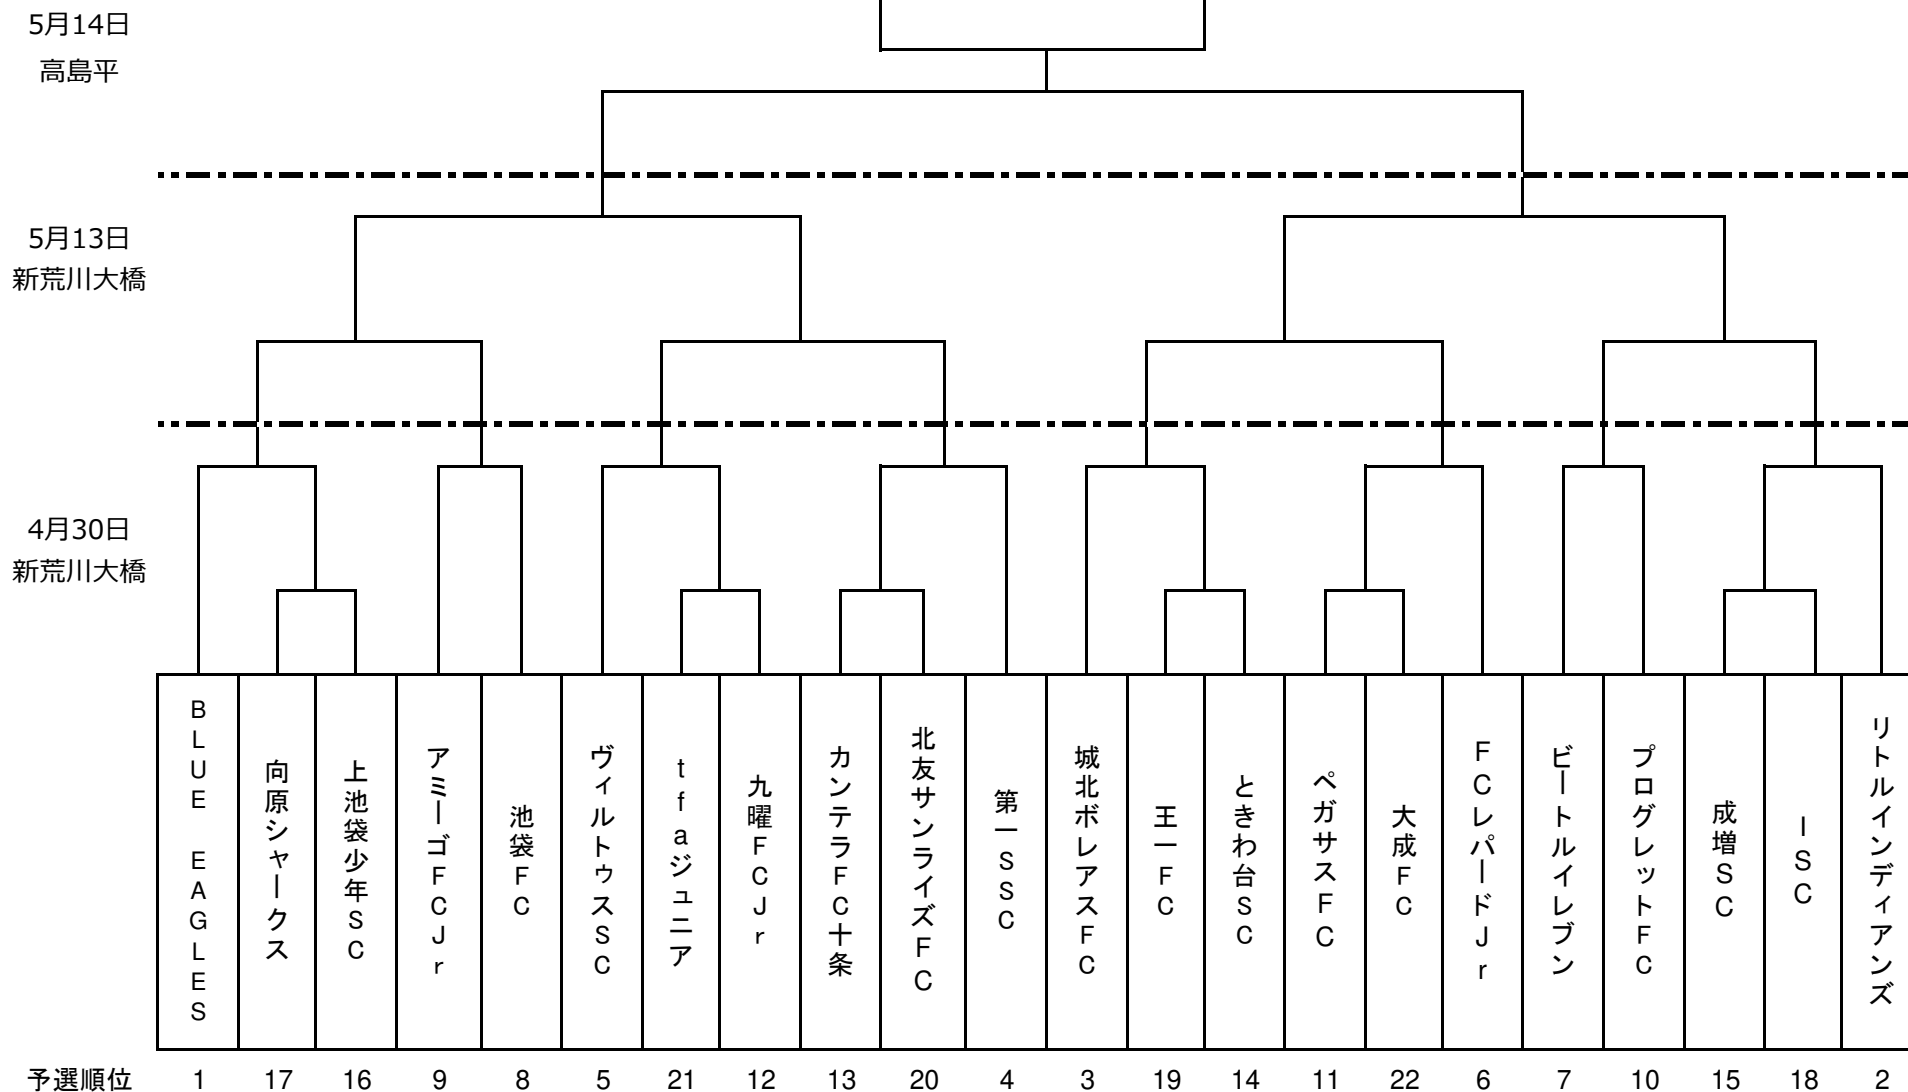 5月14日
高島平
5月13日
新荒川大橋
4月30日
新荒川大橋
BLUE EAGLES
向原シャークス
上池袋少年SC
アミーゴFCJr
池袋FC
ヴィルトゥスSC
tfaジュニア
九曜FCJr
カンテラFC十条
北友サンライズFC
第一SSC
城北ボレアスFC
王一FC
ときわ台SC
ペガサスFC
大成FC
FCレパードJr
ビートルイレブン
プログレットFC
成増SC
ISC
リトルインディアンズ
予選順位 1 17 16 9 8 5 21 12 13 20 4 3 19 14 11 22 6 7 10 15 18 2